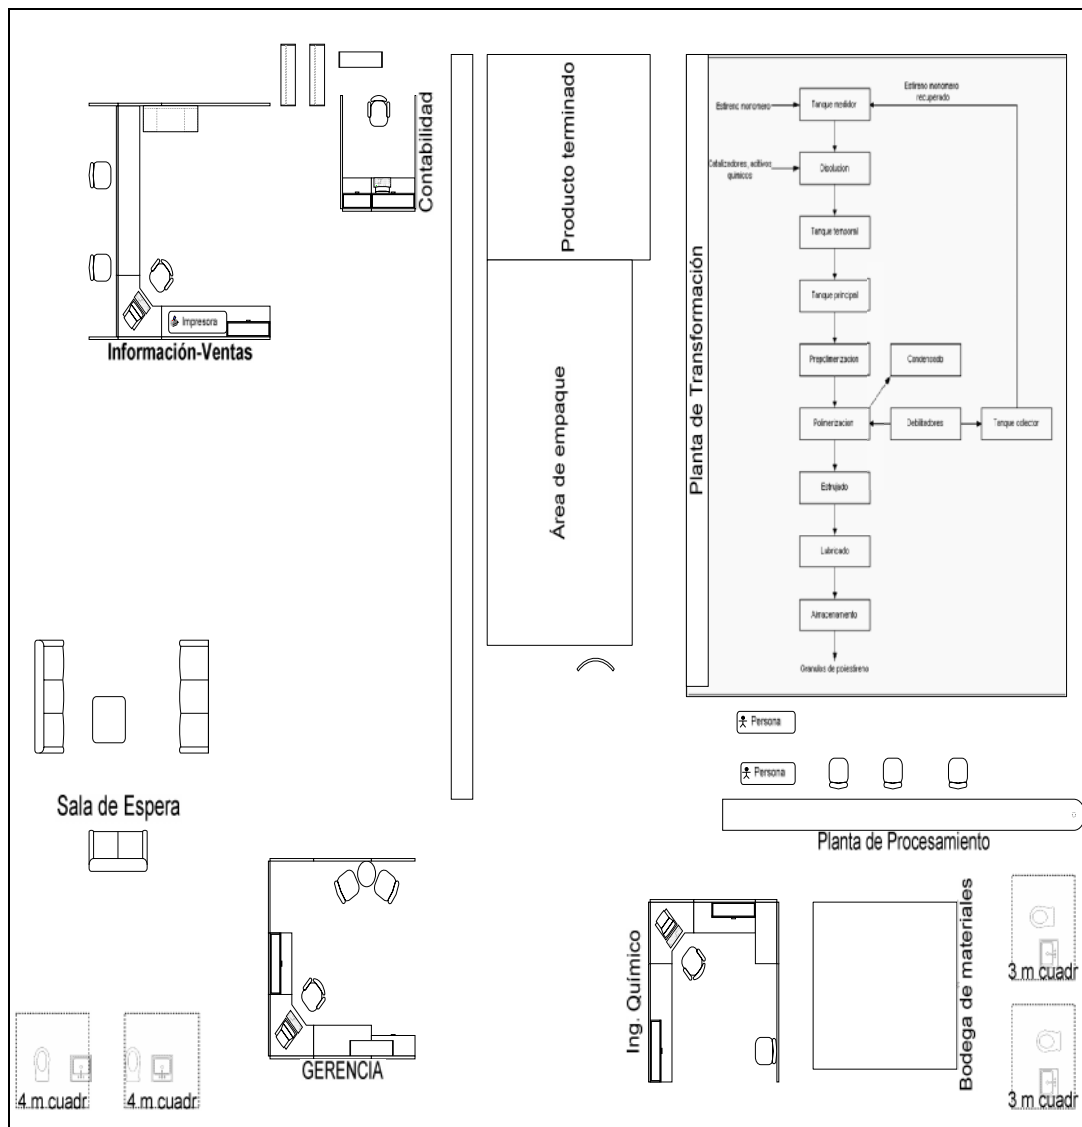 Contabilidad
Impresora
Información-Ventas
Producto terminado
Área de empaque
Planta de Transformación
Estireno monomero
Tanque medidor
Estireno monomero
recuperado
Catalizadores, aditivos
químicos
Disolucion
Tanque temporal
Tanque principal
Prepolimerizacion
Condensado
Polimerizacion
Debilitadores
Tanque colector
Estrujado
Lubricado
Almacenamiento
Granulas de poliestireno
Persona
Persona
Planta de Procesamiento
Sala de Espera
GERENCIA
4 m cuadr
4 m cuadr
Ing. Químico
Bodega de materiales
3 m cuadr
3 m cuadr